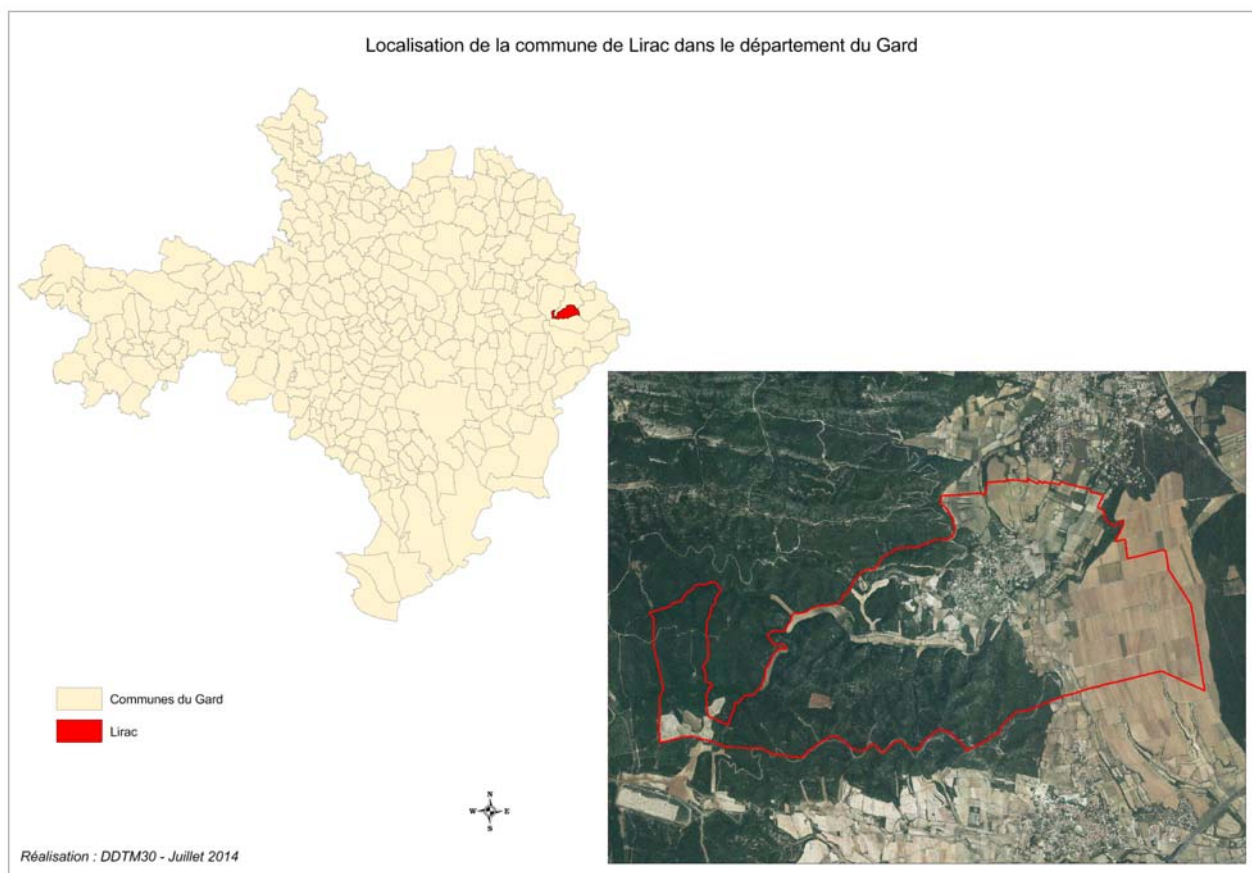 Localisation de la commune de Lirac dans le département du Gard
Communes du Gard
Lirac
N
W E
S
Réalisation : DDTM30 - Juillet 2014